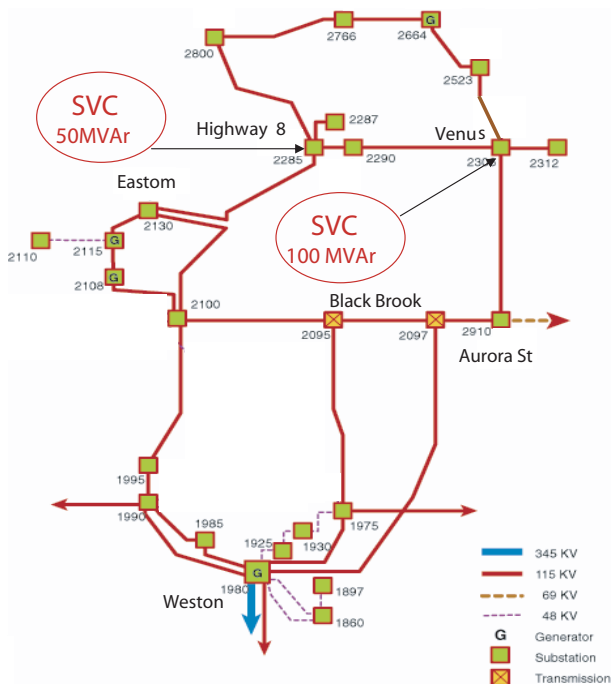 2766
2664
G
2800
2523
SVC
50MVAr
Highway 8
2287
Venus
2285
2290
2312
Eastom
2130
SVC
100 MVAr
2110
2115
G
2108
G
2100
Black Brook
2095
2097
2910
Aurora St
1995
1990
1985
1975
1925
1930
1980
G
1897
Weston
1860
345 KV
115 KV
69 KV
48 KV
G Generator
Substation
Transmission